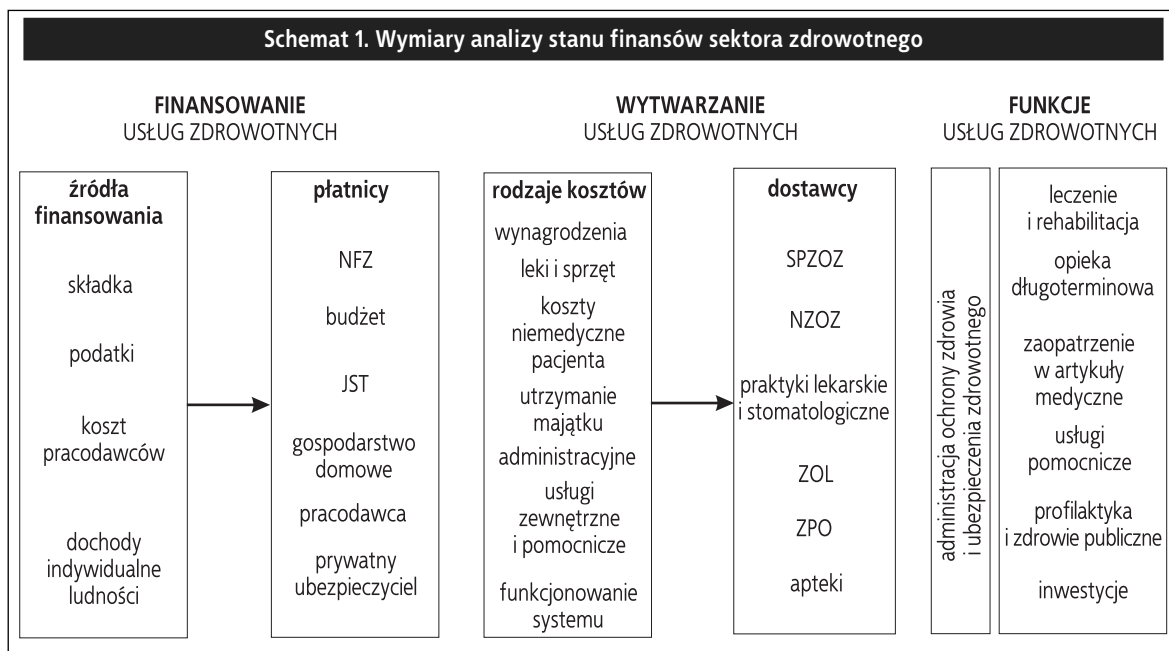 Schemat 1. Wymiary analizy stanu finansów sektora zdrowotnego
FINANSOWANIE
USŁUG ZDROWOTNYCH
źródła
finansowania
składka
podatki
koszt
pracodawców
dochody
indywidualne
ludności
płatnicy
NFZ
budżet
JST
gospodarstwo
domowe
pracodawca
prywatny
ubezpieczyciel
WYTWARZANIE
USŁUG ZDROWOTNYCH
rodzaje kosztów
wynagrodzenia
leki i sprzęt
koszty
niemedyczne
pacjenta
utrzymanie
majątku
administracyjne
usługi
zewnętrzne
i pomocnicze
funkcjonowanie
systemu
dostawcy
SPZOZ
NZOZ
praktyki lekarskie
i stomatologiczne
ZOL
ZPO
apteki
FUNKCJE
USŁUG ZDROWOTNYCH
administracja ochrony zdrowia
i ubezpieczenia zdrowotnego
leczenie
i rehabilitacja
opieka
długoterminowa
zaopatrzenie
w artykuły
medyczne
usługi
pomocnicze
profilaktyka
i zdrowie publiczne
inwestycje